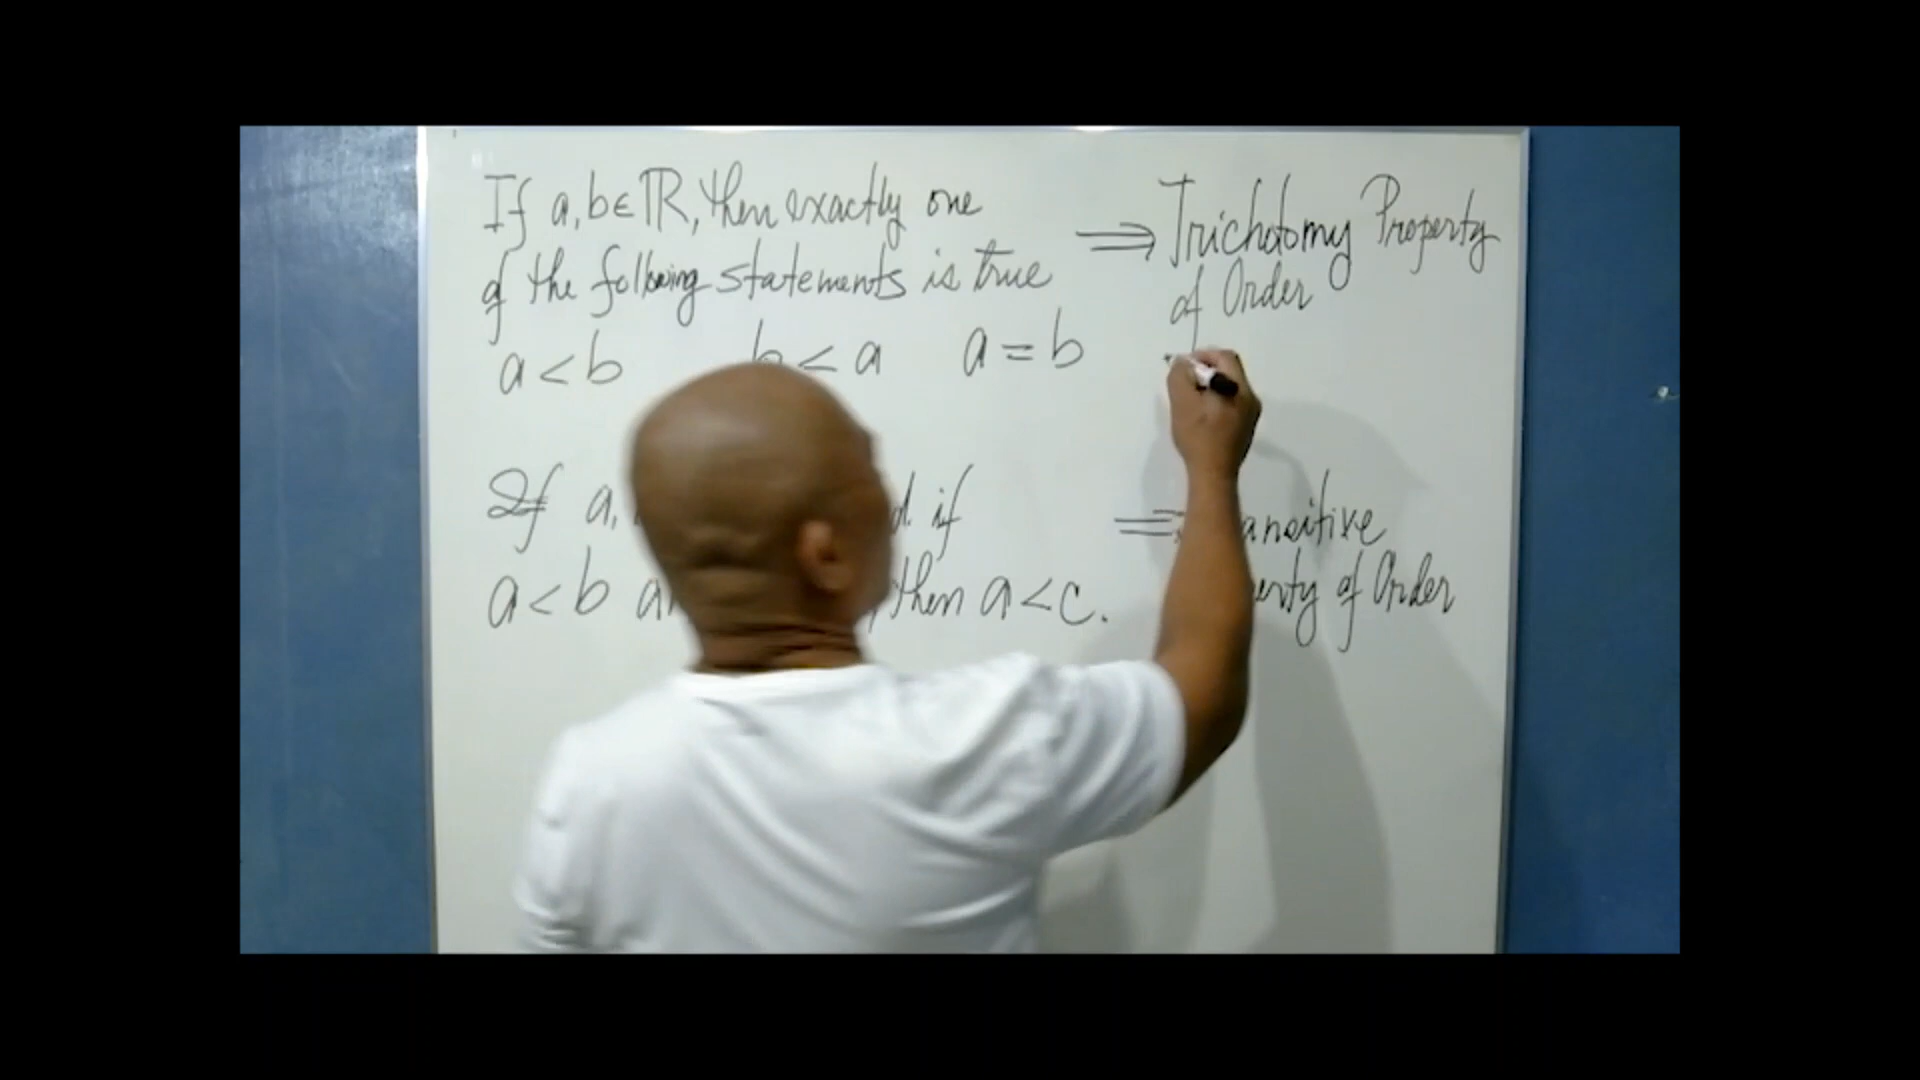 If a, b ∈ ℝ, then exactly one
of the following statements is true
a < b b < a a = b
⇒ Trichotomy Property
of Order
If a, if
a < b then a < c.
of Order